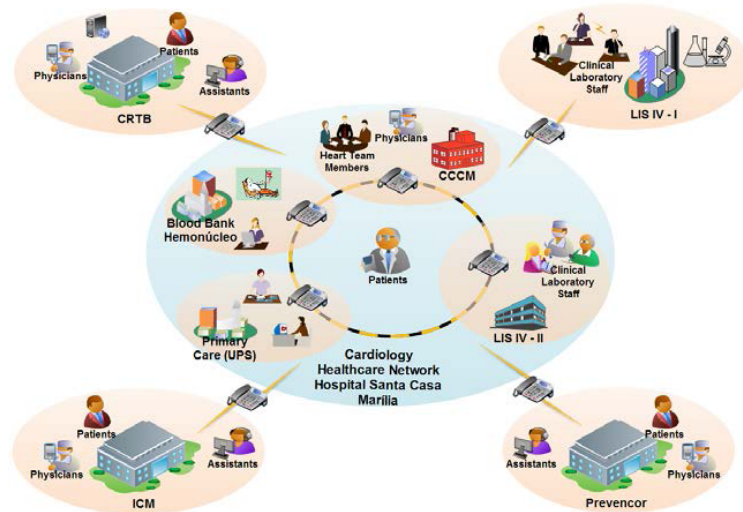 Patients
Physicians
Assistants
CRTB
Clinical
Laboratory
Staff
LIS IV - I
Heart Team
Members
Physicians
CCCM
Blood Bank
Hemonúcleo
Patients
Clinical
Laboratory
Staff
LIS IV - II
Primary
Care (UPS)
Cardiology
Healthcare Network
Hospital Santa Casa
Marília
Patients
Physicians
Assistants
ICM
Patients
Assistants
Physicians
Prevencor